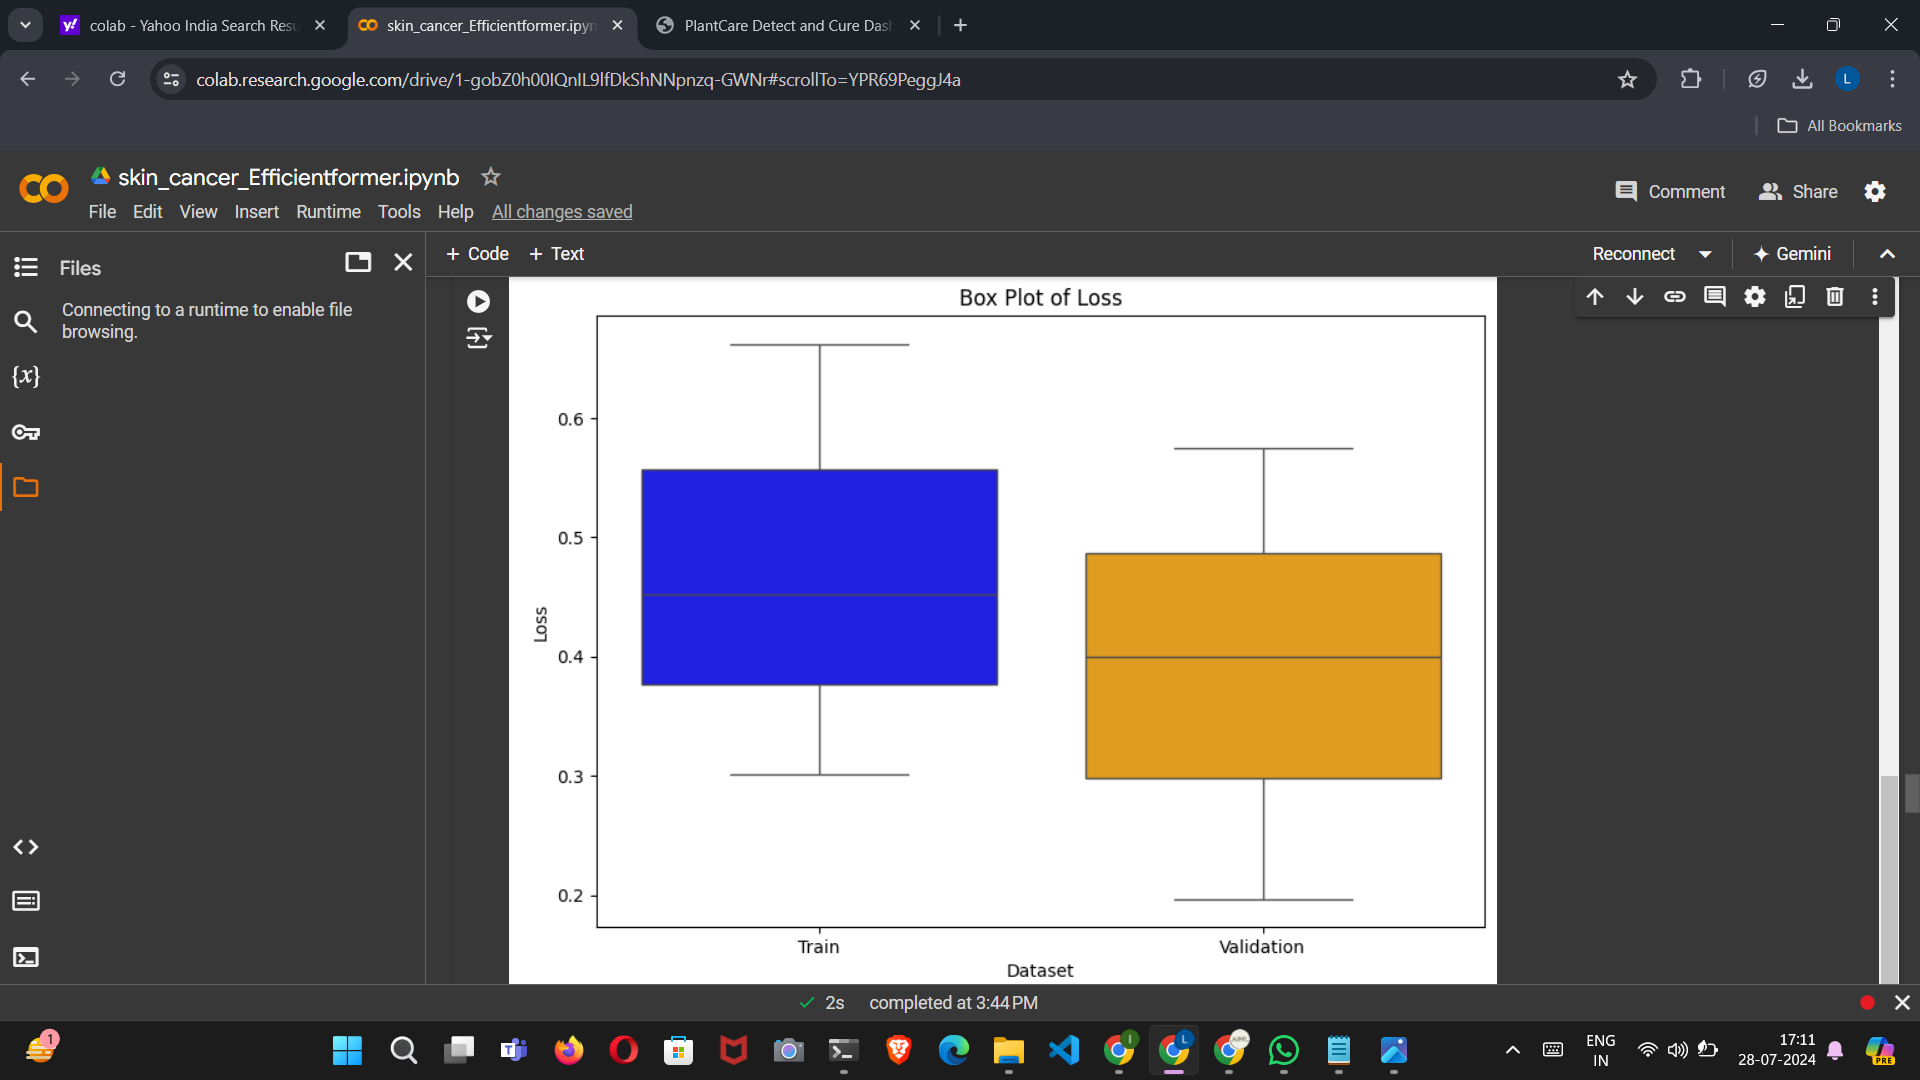 colab - Yahoo India Search Resu
skin_cancer_Efficientformer.ipyn
PlantCare Detect and Cure Das
colab.research.google.com/drive/1-gobZ0h00IQnIL9lfDkShNNpnzq-GWNr#scrollTo=YPR69PeggJ4a
L
All Bookmarks
skin_cancer_Efficientformer.ipynb
File Edit View Insert Runtime Tools Help All changes saved
Comment Share
Files
+ Code + Text
Reconnect Gemini
Connecting to a runtime to enable file
browsing.
{x}
Box Plot of Loss
0.6
0.5
0.4
0.3
0.2
Loss
Train Validation
Dataset
2s completed at 3:44 PM
1
ENG
IN
17:11
28-07-2024
PRE